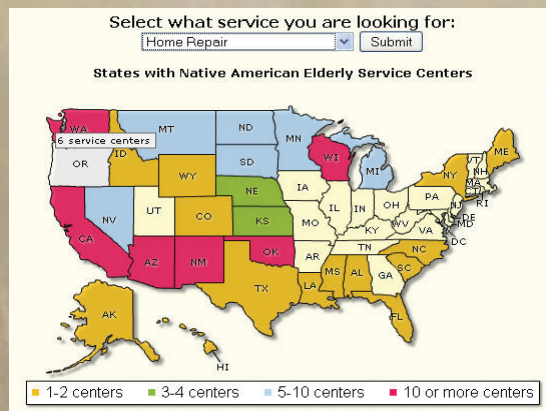 Select what service you are looking for:
Home Repair Submit
States with Native American Elderly Service Centers
WA MT ND MN ME
6 service centers
OR ID SD WI MI NY VT NH MA CT RI
WY NE IA PA NJ
NV UT CO KS MO IL IN OH WV VA DE MD DC
CA KY
AZ NM OK AR TN NC
TX LA MS AL GA SC
AK FL
HI
1-2 centers 3-4 centers 5-10 centers 10 or more centers